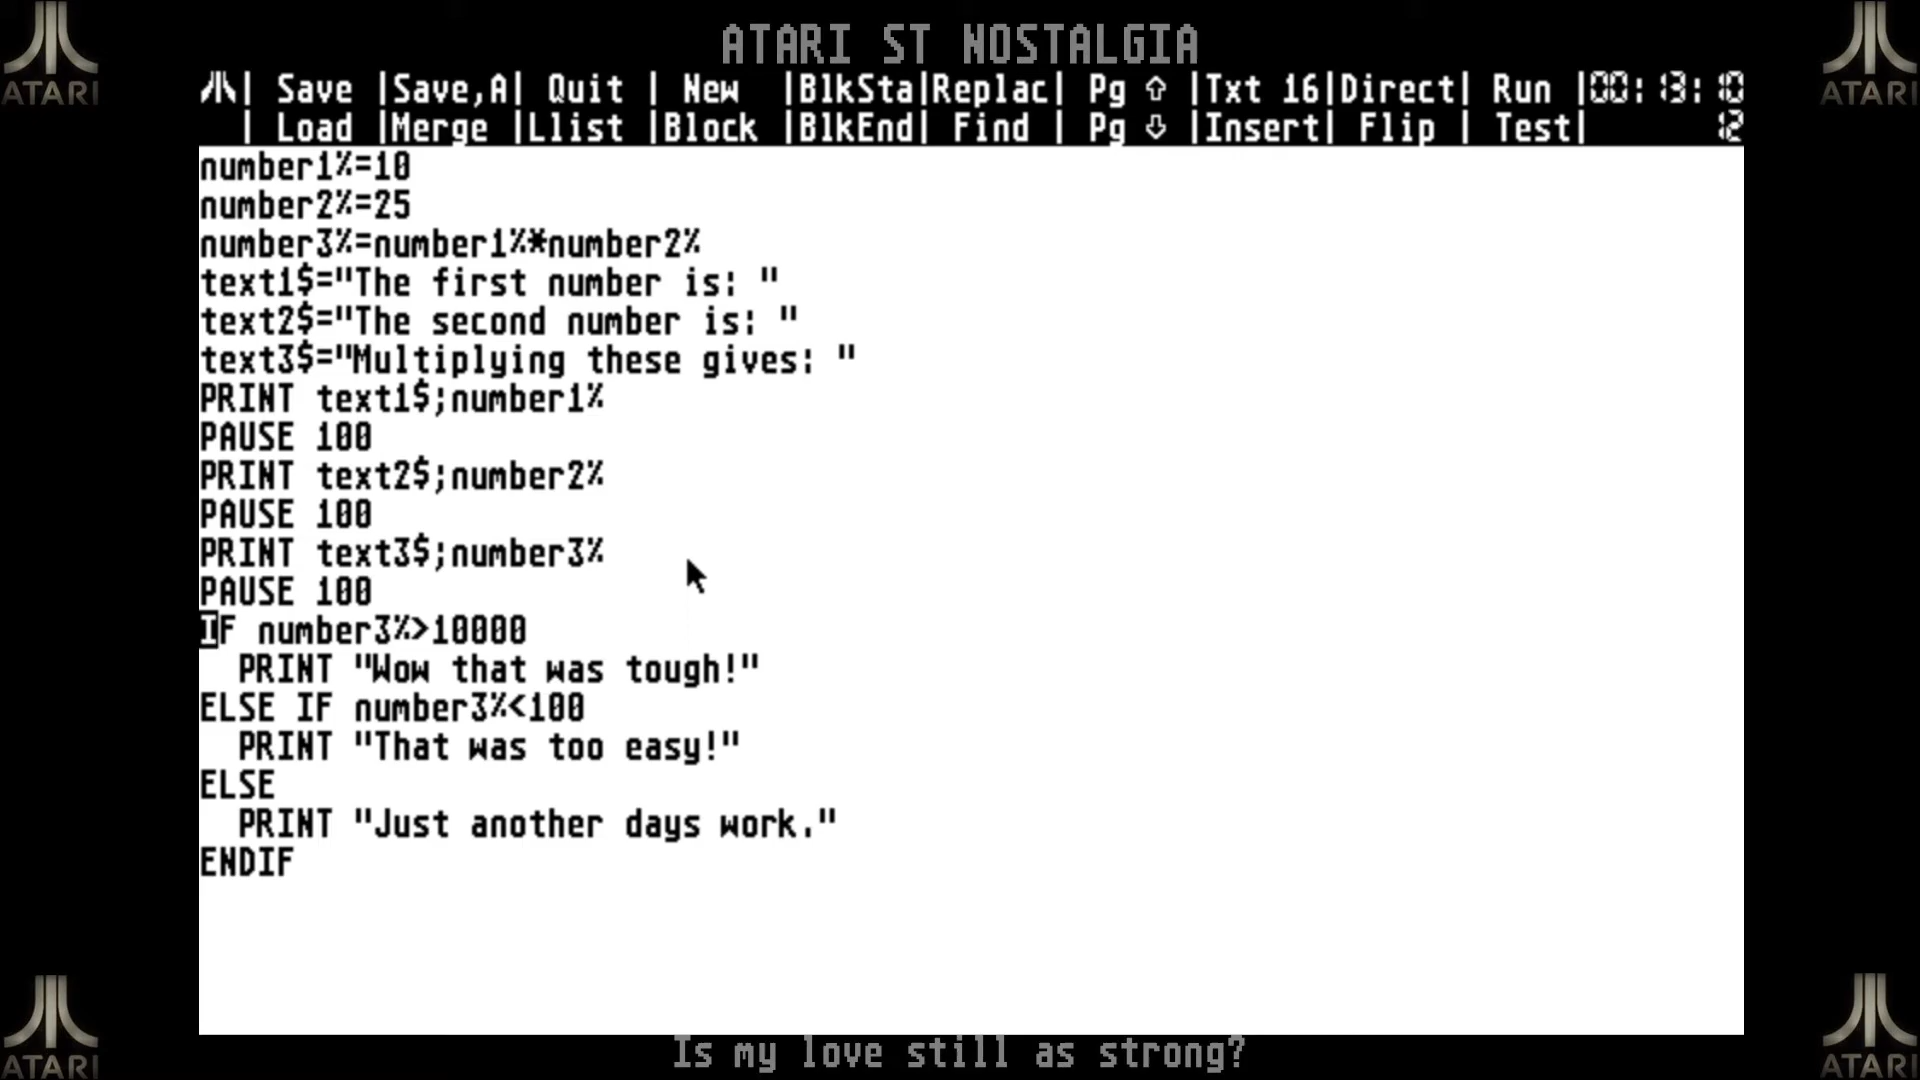 ATARI ST NOSTALGIA
ATARI
ATARI
| Save |Save,A| Quit | New |BlkSta|Replac| Pg ⇧ |Txt 16|Direct| Run |00:13:10
| Load |Merge |Llist |Block |BlkEnd| Find | Pg ⇩ |Insert| Flip | Test| 12
number1%=10
number2%=25
number3%=number1%*number2%
text1$="The first number is: "
text2$="The second number is: "
text3$="Multiplying these gives: "
PRINT text1$;number1%
PAUSE 100
PRINT text2$;number2%
PAUSE 100
PRINT text3$;number3%
PAUSE 100
IF number3%>10000
  PRINT "Wow that was tough!"
ELSE IF number3%<100
  PRINT "That was too easy!"
ELSE
  PRINT "Just another days work."
ENDIF
Is my love still as strong?
ATARI
ATARI